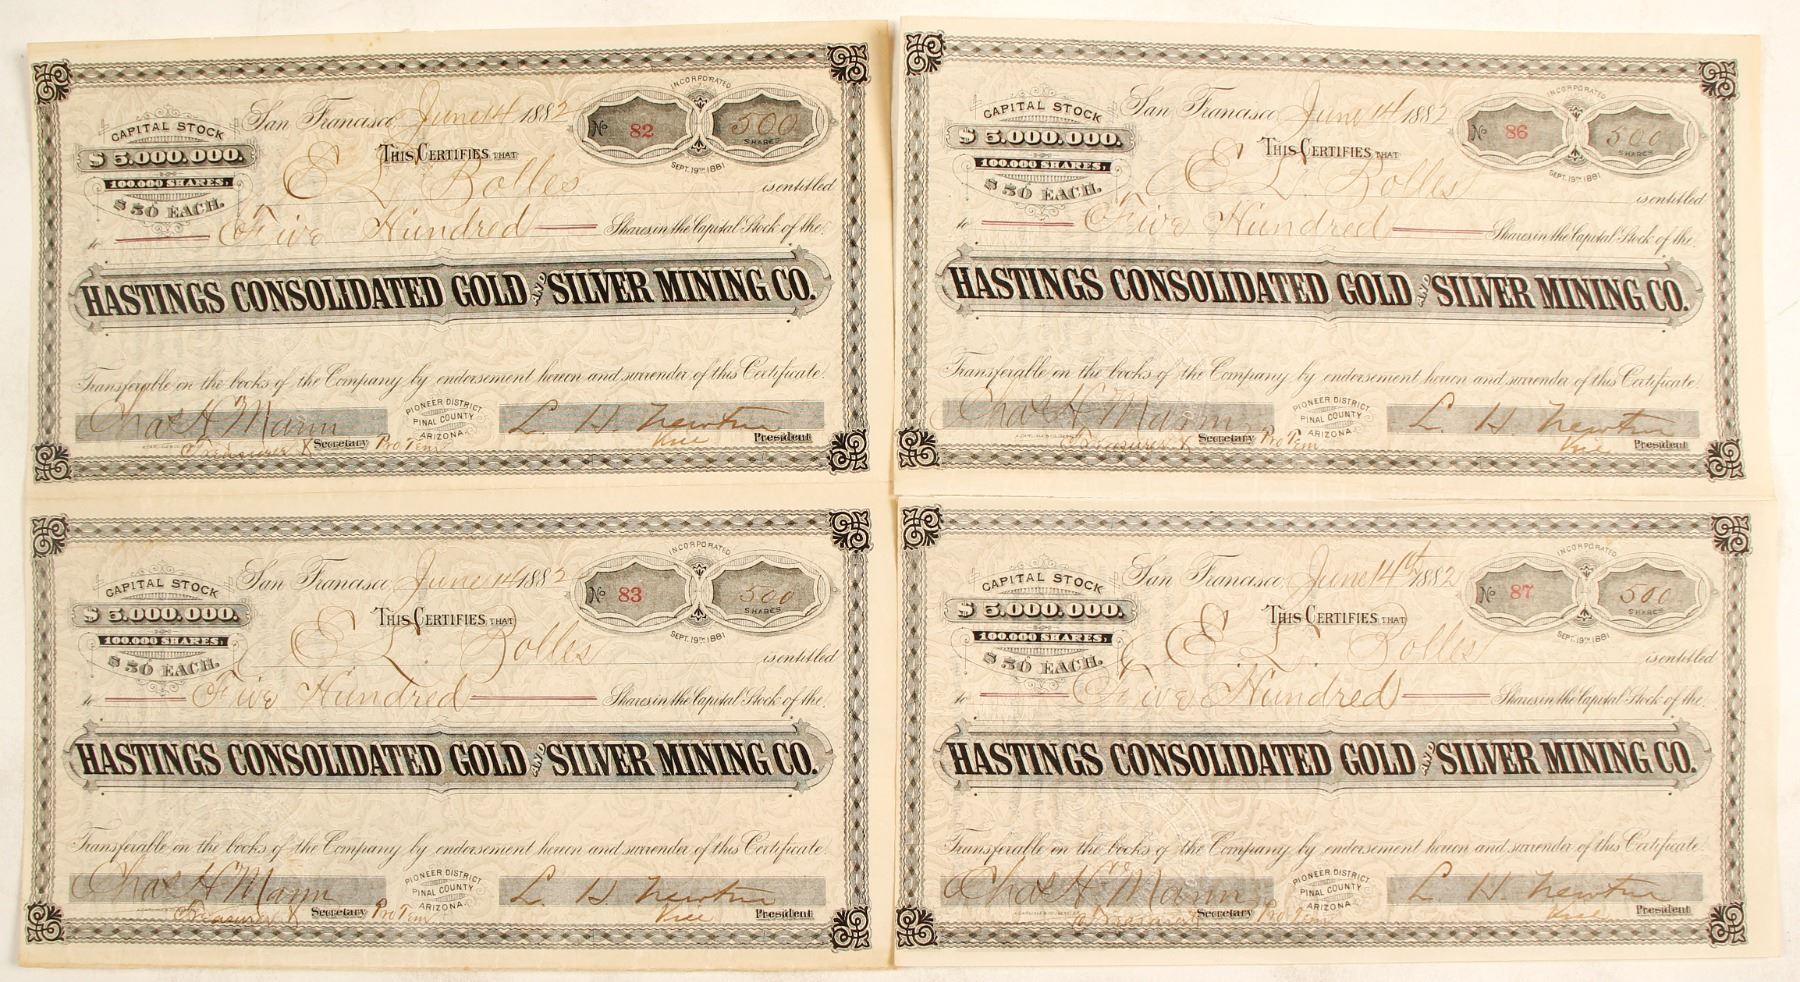 San Francisco June 14 1882
INCORPORATED
CAPITAL STOCK
$5.000.000.
100.000 SHARES,
$50 EACH.
No 82
500
SHARES
SEPT. 19TH 1881
THIS CERTIFIES THAT
E L Bolles is entitled
to Five Hundred Shares in the Capital Stock of the
HASTINGS CONSOLIDATED GOLD AND SILVER MINING CO.
Transferable on the books of the Company by endorsement hereon and surrender of this Certificate.
Chas H Mann
PIONEER DISTRICT
PINAL COUNTY
ARIZONA
L. H. Newton
Treasurer & Secretary Pro Tem
Vice President
San Francisco June 14 1882
INCORPORATED
CAPITAL STOCK
$5.000.000.
100.000 SHARES,
$50 EACH.
No 86
500
SHARES
SEPT. 19TH 1881
THIS CERTIFIES THAT
E L. Bolles
is entitled
to Five Hundred Shares in the Capital Stock of the
HASTINGS CONSOLIDATED GOLD AND SILVER MINING CO.
Transferable on the books of the Company by endorsement hereon and surrender of this Certificate.
Chas H Mann
PIONEER DISTRICT
PINAL COUNTY
ARIZONA
L. H. Newton
Treasurer & Secretary Pro Tem
Vice President
San Francisco June 14 1882
INCORPORATED
CAPITAL STOCK
$5.000.000.
100.000 SHARES,
$50 EACH.
No 83
500
SHARES
SEPT. 19TH 1881
THIS CERTIFIES THAT
E. L. Bolles
is entitled
to Five Hundred Shares in the Capital Stock of the
HASTINGS CONSOLIDATED GOLD AND SILVER MINING CO.
Transferable on the books of the Company by endorsement hereon and surrender of this Certificate.
Chas H Mann
PIONEER DISTRICT
PINAL COUNTY
ARIZONA
L. H. Newton
Treasurer & Secretary Pro Tem
Vice President
San Francisco June 14th 1882
INCORPORATED
CAPITAL STOCK
$5.000.000.
100.000 SHARES,
$50 EACH.
No 87
500
SHARES
SEPT. 19TH 1881
THIS CERTIFIES THAT
E. L. Bolles
is entitled
to Five Hundred Shares in the Capital Stock of the
HASTINGS CONSOLIDATED GOLD AND SILVER MINING CO.
Transferable on the books of the Company by endorsement hereon and surrender of this Certificate.
Chas H Mann
PIONEER DISTRICT
PINAL COUNTY
ARIZONA
L. H. Newton
Treasurer Secretary Pro Tem
Vice President